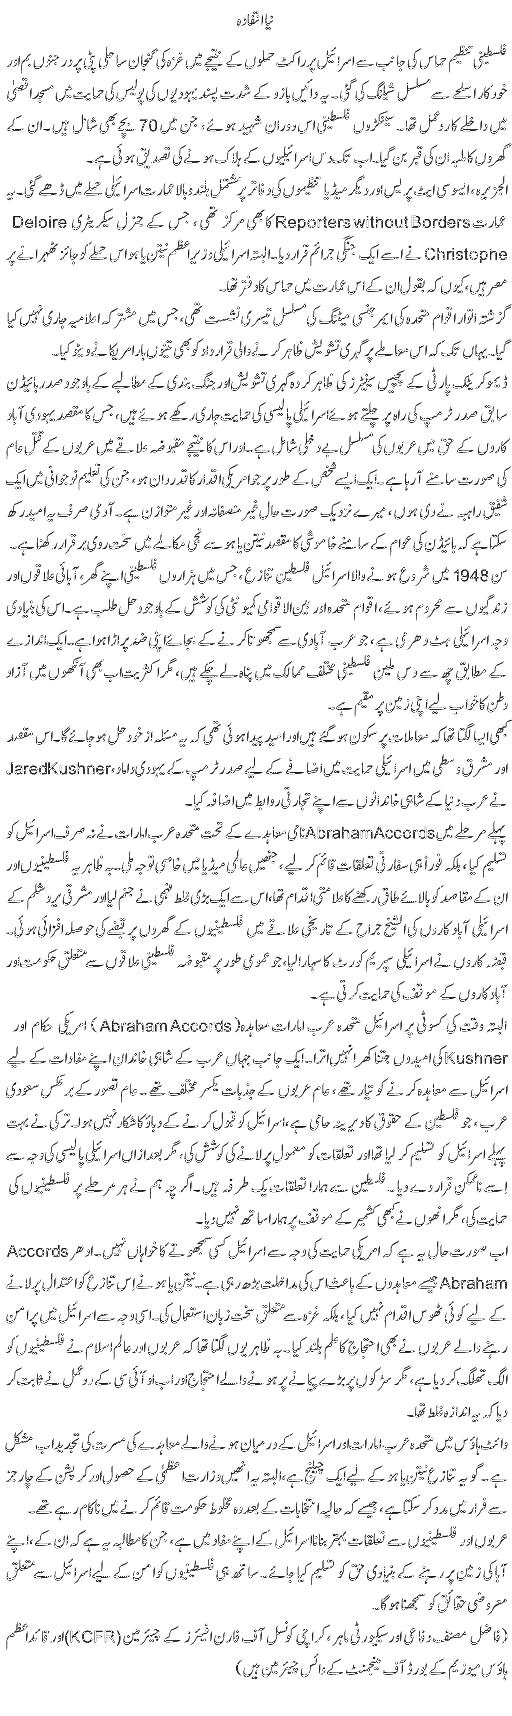 نیا انتفادہ
فلسطینی تنظیم حماس کی جانب سے اسرائیل پر راکٹ حملوں کے نتیجے میں غزہ کی گنجان ساحلی پٹی پر درجنوں بم اور
خودکار اسلحے سے مسلسل شیلنگ کی گئی۔ یہ دائیں بازو کے شدت پسند یہودیوں کی پولیس کی حمایت میں مسجد اقصیٰ
میں داخلے کا ردعمل تھا۔ سینکڑوں فلسطینی اس دوران شہید ہوئے، جن میں 70 بچے بھی شامل ہیں۔ ان کے
گھروں کا ملبہ ان کی قبر بن گیا۔ اب تک دس اسرائیلیوں کے ہلاک ہونے کی تصدیق ہوئی ہے۔
الجزیرہ، ایسوسی ایٹ پریس اور دیگر میڈیا تنظیموں کی دفاتر پر مشتمل بلند و بالا عمارت اسرائیلی حملے میں ڈھے گئی۔ یہ
عمارت Reporters without Borders کا بھی مرکز تھی، جس کے جنرل سیکریٹری Deloire
Christophe نے اسے ایک جنگی جرائم قرار دیا۔ البتہ اسرائیلی وزیراعظم نیتن یاہو اس حملے کو جائز ٹھہرانے پر
مصر ہیں، کیوں کہ بقول ان کے اس عمارت میں حماس کا دفتر تھا۔
گزشتہ اتوار اقوام متحدہ کی ایمرجنسی میٹنگ کی مسلسل تیسری نشست تھی، جس میں مشترکہ اعلامیہ جاری نہیں کیا
گیا۔ یہاں تک کہ اس معاملے پر گہری تشویش ظاہر کرنے والی قرارداد کو بھی تینوں بار امریکا نے ویٹو کیا۔
ڈیموکریٹک پارٹی کے پچیس سینیٹرز کی ظاہر کردہ گہری تشویش اور جنگ بندی کے مطالبے کے باوجود صدر بائیڈن
سابق صدر ٹرمپ کی راہ پر چلتے ہوئے اسرائیلی پالیسی کی حمایت جاری رکھے ہوئے ہیں، جس کا مقصد یہودی آباد
کاروں کے حق میں عربوں کی مسلسل بے دخلی شامل ہے۔ اور اس کا نتیجہ مقبوضہ علاقے میں عربوں کے قتل عام
کی صورت سامنے آ رہا ہے۔ ایک ایسے شخص کے طور پر جو امریکی اقدار کا قدردان ہو، جن کی تعلیم نوجوانی میں ایک
شفیق راہبہ نے دی ہوں، میرے نزدیک صورت حال غیر منصفانہ اور غیر متوازن ہے۔ آدمی صرف یہ امید رکھ
سکتا ہے کہ بائیڈن کی عوام کے سامنے خاموشی کا مقصد نیتن یاہو سے نجی مکالمے میں سخت روی برقرار رکھنا ہے۔
سن 1948 میں شروع ہونے والا اسرائیل فلسطین تنازع، جس میں ہزاروں فلسطینی اپنے گھر، آبائی علاقوں اور
زندگیوں سے محروم ہوئے، اقوام متحدہ اور بین الاقوامی کمیونٹی کی کوشش کے باوجود حل طلب ہے۔ اس کی بنیادی
وجہ اسرائیلی ہٹ دھرمی ہے، جو عرب آبادی سے سمجھوتا کرنے کے بجائے اپنی ضد پر اڑا ہوا ہے۔ ایک اندازے
کے مطابق چھ سے دس ملین فلسطینی مختلف ممالک میں پناہ لے چکے ہیں، مگر اکثریت اب بھی آنکھوں میں آزاد
وطن کا خواب لیے اپنی زمین پر مقیم ہے۔
کبھی ایسا لگتا تھا کہ معاملات پر سکون ہو گئے ہیں اور امید پیدا ہوئی تھی کہ یہ مسئلہ از خود حل ہو جائے گا۔ اس مقصد
اور مشرق وسطی میں اسرائیلی حمایت میں اضافے کے لیے صدر ٹرمپ کے یہودی داماد، JaredKushner
نے عرب دنیا کے شاہی خاندانوں سے اپنے تجارتی روابط میں اضافہ کیا۔
پہلے مرحلے میں AbrahamAccords نامی معاہدے کے تحت متحدہ عرب امارات نے نہ صرف اسرائیل کو
تسلیم کیا، بلکہ فوراً ہی سفارتی تعلقات قائم کر لیے، جنھیں عالمی میڈیا میں خاصی توجہ ملی۔ یہ ظاہر یہ فلسطینیوں اور
ان کے مقاصد کو بالائے طاق رکھنے کا علامتی اقدام تھا، اس سے ایک بڑی غلط فہمی نے جنم لیا اور مشرقی یروشلم کے
اسرائیلی آبادکاروں کی الشیخ جراح کے تاریخی علاقے میں فلسطینیوں کے گھروں پر قبضے کی حوصلہ افزائی ہوئی۔
قبضہ کاروں نے اسرائیلی سپریم کورٹ کا سہارا لیا، جو عمومی طور پر مقبوضہ فلسطینی علاقوں سے متعلق حکومت اور
آبادکاروں کے موقف کی حمایت کرتی ہے۔
البتہ وقت کی کسوٹی پر اسرائیل متحدہ عرب امارات معاہدہ (Abraham Accords) امریکی حکام اور
Kushner کی امیدوں جتنا کھرا نہیں اترا۔ ایک جانب جہاں عرب کے شاہی خاندان اپنے مفادات کے لیے
اسرائیل سے معاہدہ کرنے کو تیار تھے، عام عربوں کے جذبات یکسر مختلف تھے۔ عام تصور کے برعکس سعودی
عرب، جو فلسطین کے حقوق کا دیرینہ حامی ہے، اسرائیل کو قبول کرنے کے دباؤ کا شکار نہیں ہوا۔ ترکی نے بہت
پہلے اسرائیل کو تسلیم کر لیا تھا اور تعلقات کو معمول پر لانے کی کوشش کی، مگر بعد ازاں اسرائیلی پالیسی کی وجہ سے
اسے ناممکن قرار دے دیا۔ فلسطین سے ہمارا تعلقات یک طرفہ ہیں۔ اگرچہ ہم نے ہر مرحلے پر فلسطینیوں کی
حمایت کی، مگر انھوں نے کبھی کشمیر کے موقف پر ہمارا ساتھ نہیں دیا۔
اب صورت حال یہ ہے کہ امریکی حمایت کی وجہ سے اسرائیل کسی سمجھوتے کا خواہاں نہیں۔ ادھر Accords
Abraham جیسے معاہدوں کے باعث اس کی مداخلت بڑھ رہی ہے۔ نیتن یاہو نے اس تنازع کو اعتدال پر لانے
کے لیے کوئی ٹھوس اقدام نہیں کیا، بلکہ غزہ سے متعلق سخت زبان استعمال کی۔ اسی وجہ سے اسرائیل میں پرامن
رہنے والے عربوں نے بھی احتجاج کا علم بلند کیا۔ بہ ظاہر یوں لگتا تھا کہ عربوں اور عالم اسلام نے فلسطینیوں کو
الگ تھلگ کر دیا ہے، مگر سڑکوں پر بڑے پیمانے پر ہونے والے احتجاج اور اب او آئی سی کے ردعمل نے ثابت کر
دیا کہ یہ اندازہ غلط تھا۔
وائٹ ہاؤس میں متحدہ عرب امارات اور اسرائیل کے درمیان ہونے والے معاہدے کی مسرت کی تجدید اب مشکل
ہے۔ گو یہ تنازع نیتن یاہو کے لیے ایک چیلنج ہے، البتہ یہ انھیں وزارت اعظمیٰ کے حصول اور کرپشن کے چارجز
سے فرار میں مدد کر سکتا ہے، جیسے کہ حالیہ انتخابات کے بعد وہ مخلوط حکومت قائم کرنے میں ناکام رہے تھے۔
عربوں اور فلسطینیوں سے تعلقات بہتر بنانا اسرائیل کے اپنے مفاد میں ہے، جن کا مطالبہ یہ ہے کہ ان کے، اپنے
آبا کی زمین پر رہنے کے بنیادی حق کو تسلیم کیا جائے۔ ساتھ ہی فلسطینیوں کو امن کے لیے اسرائیل سے متعلق
معروضی حقائق کو سمجھنا ہوگا۔
(فاضل مصنف دفاعی اور سیکیورٹی ماہر، کراچی کونسل آف فارن افیئرز کے چیئرمین (KCFR) اور قائداعظم
ہاؤس میوزیم کے بورڈ آف مینجمنٹ کے وائس چیئرمین ہیں)